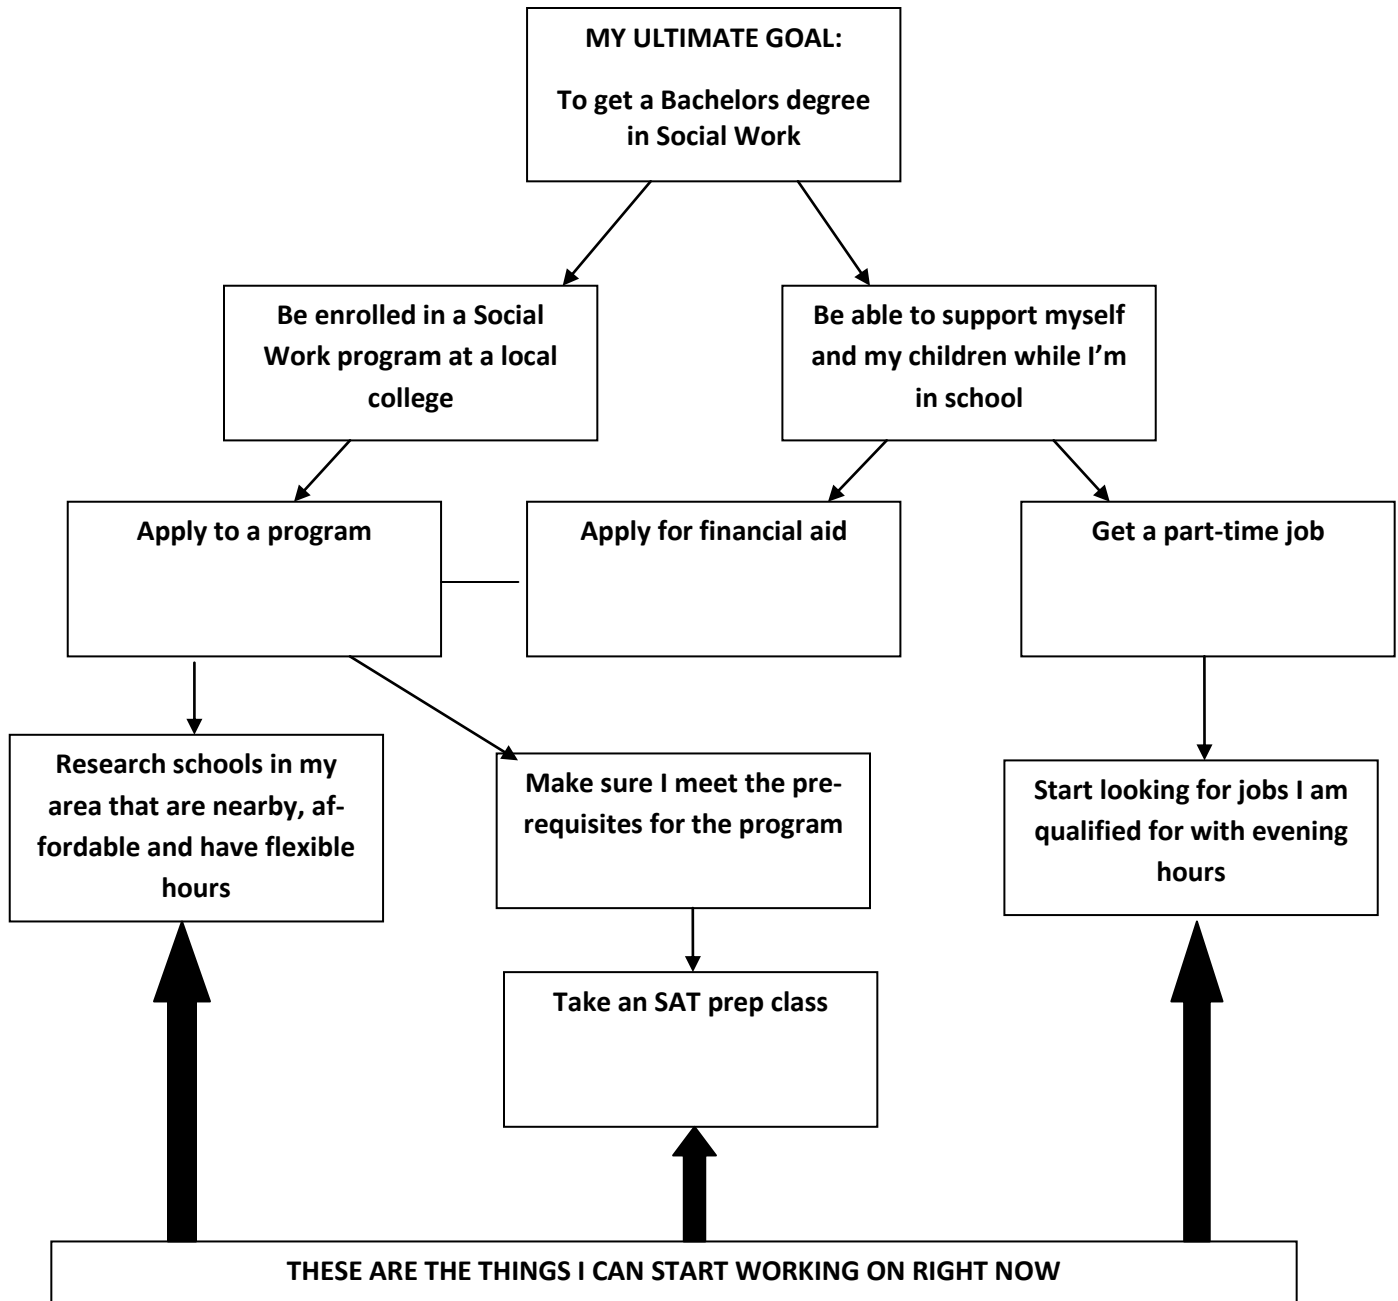 MY ULTIMATE GOAL:
To get a Bachelors degree
in Social Work
Be enrolled in a Social
Work program at a local
college
Be able to support myself
and my children while I’m
in school
Apply to a program
Apply for financial aid
Get a part-time job
Research schools in my
area that are nearby, af-
fordable and have flexible
hours
Make sure I meet the pre-
requisites for the program
Start looking for jobs I am
qualified for with evening
hours
Take an SAT prep class
THESE ARE THE THINGS I CAN START WORKING ON RIGHT NOW